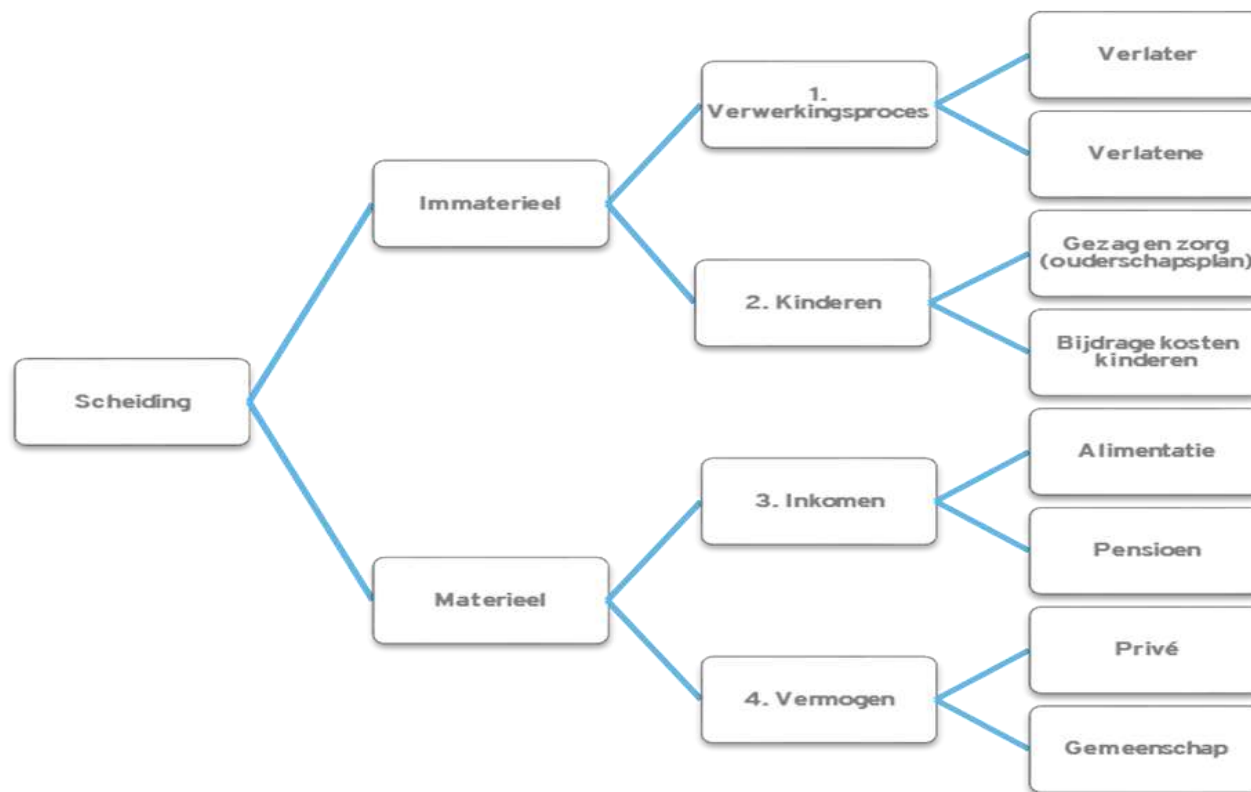 Scheiding
Immaterieel
1.
Verwerkingsproces
Verlater
Verlatene
2. Kinderen
Gezag en zorg
(ouderschapsplan)
Bijdrage kosten
kinderen
Materieel
3. Inkomen
Alimentatie
Pensioen
4. Vermogen
Privé
Gemeenschap